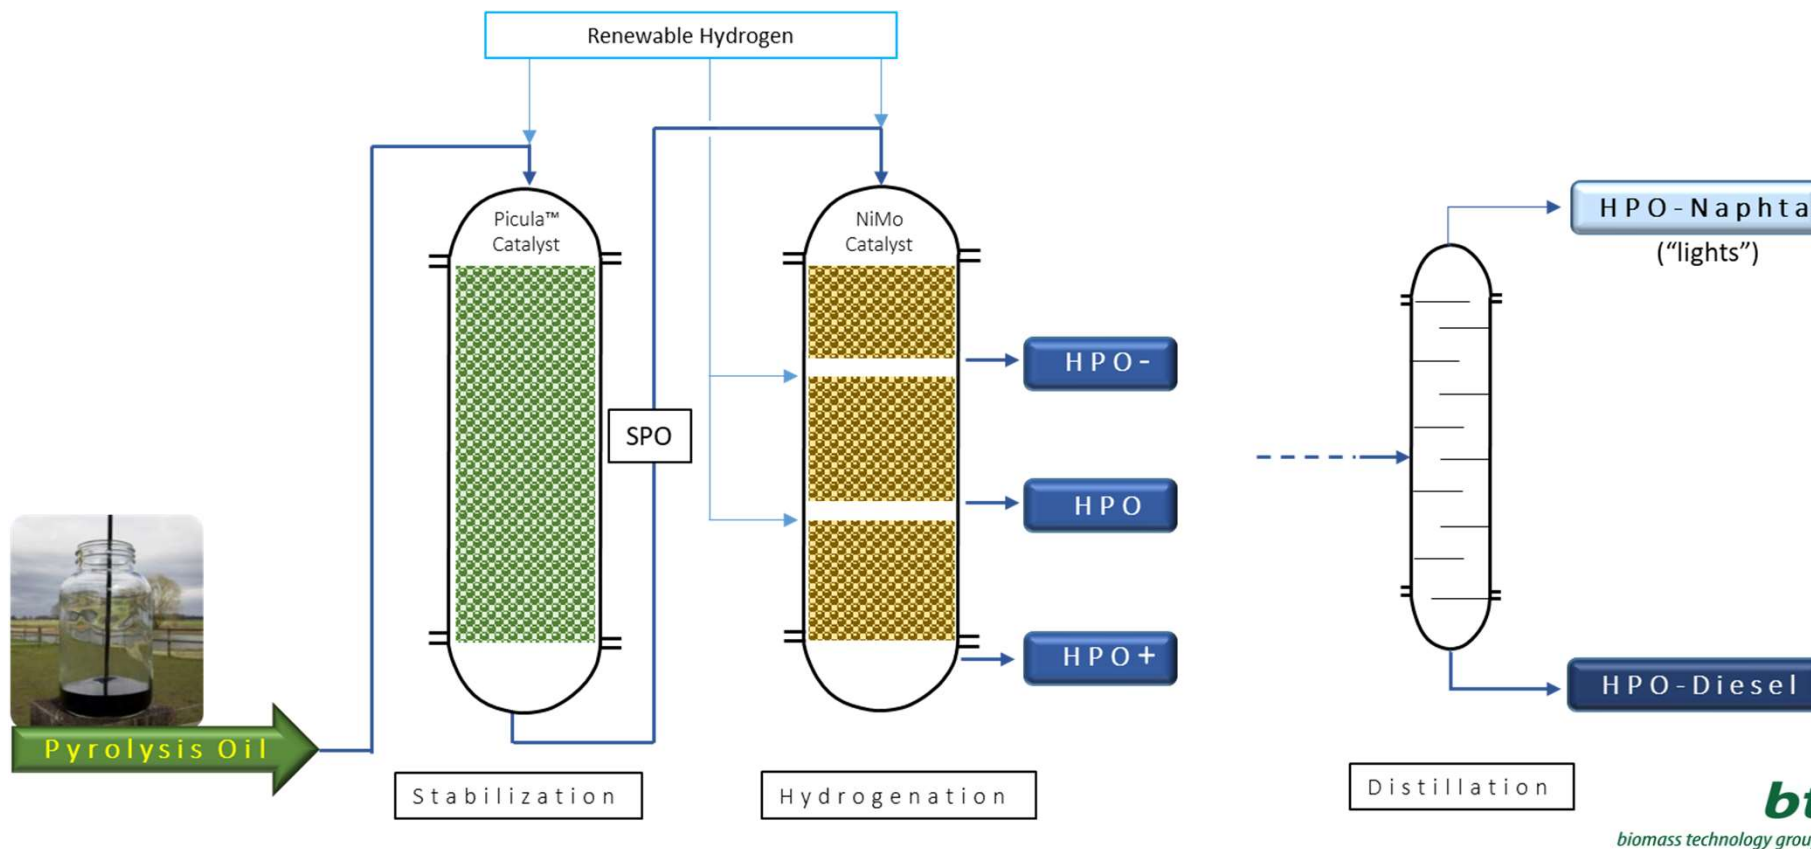 Renewable Hydrogen
Picula™
Catalyst
NiMo
Catalyst
HPO-Naphta
("lights")
HPO-
SPO
HPO
HPO+
HPO-Diesel
Pyrolysis Oil
Stabilization
Hydrogenation
Distillation
biomass technology